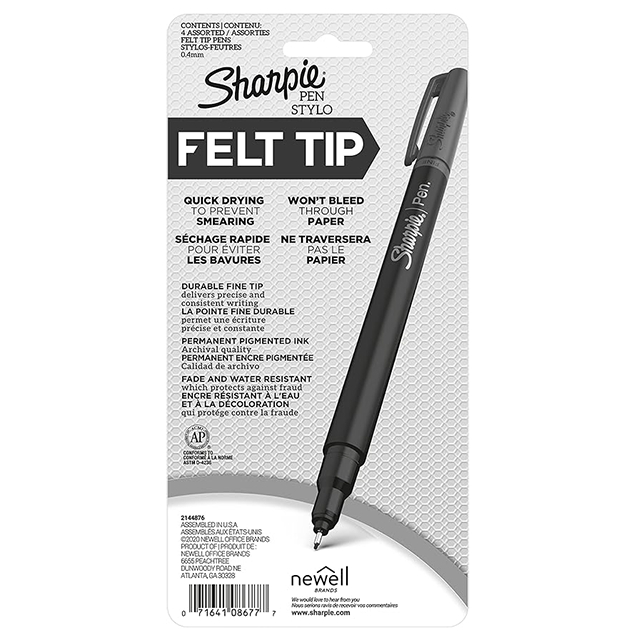 CONTENTS | CONTENU:
4 ASSORTED / ASSORTIES
FELT TIP PENS
STYLOS-FEUTRES
0.4mm
Sharpie®
PEN
STYLO
FELT TIP
QUICK DRYING
TO PREVENT
SMEARING
WON'T BLEED
THROUGH
PAPER
SÉCHAGE RAPIDE
POUR ÉVITER
LES BAVURES
NE TRAVERSERA
PAS LE
PAPIER
DURABLE FINE TIP
delivers precise and
consistent writing
LA POINTE FINE DURABLE
permet une écriture
précise et constante
PERMANENT PIGMENTED INK
Archival quality
PERMANENT ENCRE PIGMENTÉE
Calidad de archivo
FADE AND WATER RESISTANT
which protects against fraud
ENCRE RÉSISTANT À L'EAU
ET À LA DÉCOLORATION
qui protége contre la fraude
AP
CONFORMS TO
CONFORME À LA NORME
ASTM D-4236
Sharpie
Sharpie® Pen.
2144876
ASSEMBLED IN U.S.A.
ASSEMBLÉS AUX ÉTATS-UNIS
©2020 NEWELL OFFICE BRANDS
PRODUCT OF | PRODUIT DE :
NEWELL OFFICE BRANDS
6655 PEACHTREE
DUNWOODY ROAD NE
ATLANTA, GA 30328
0 71641 08677 7
newell
BRANDS
We would love to hear from you
Nous serions ravis de recevoir vos commentaires
www.sharpie.com